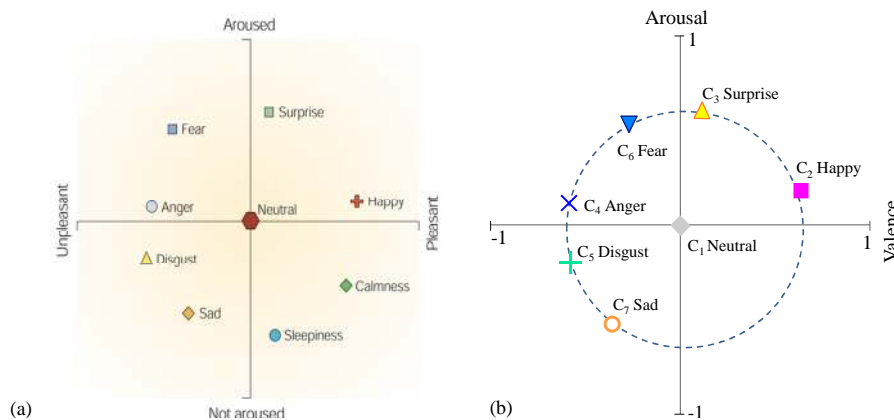 Aroused
Surprise
Fear
Unpleasant
Anger
Neutral
Happy
Pleasant
Disgust
Calmness
Sad
Sleepiness
(a)
Not aroused
Arousal
1
C3 Surprise
C6 Fear
C2 Happy
C4 Anger
-1
1
Valence
C5 Disgust
C1 Neutral
C7 Sad
(b)
-1